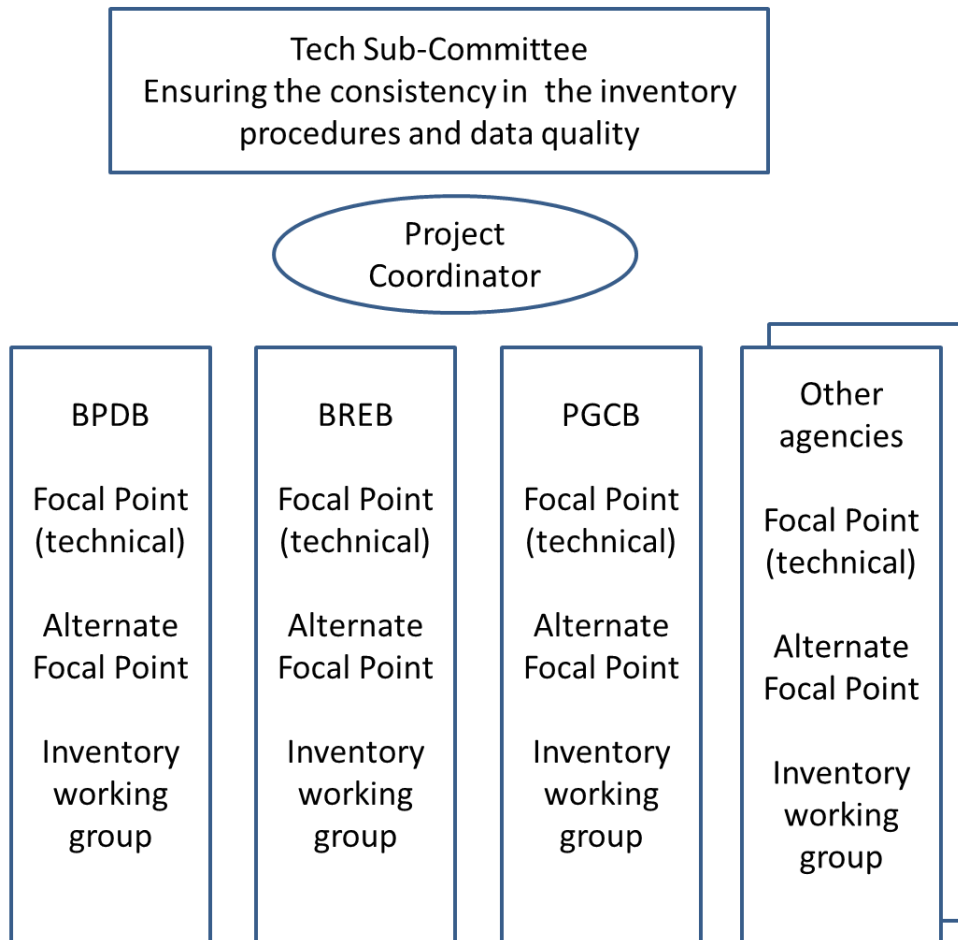 Tech Sub-Committee
Ensuring the consistency in  the inventory
procedures and data quality
Project
Coordinator
BPDB
Focal Point
(technical)
Alternate
Focal Point
Inventory
working
group
BREB
Focal Point
(technical)
Alternate
Focal Point
Inventory
working
group
PGCB
Focal Point
(technical)
Alternate
Focal Point
Inventory
working
group
Other
agencies
Focal Point
(technical)
Alternate
Focal Point
Inventory
working
group